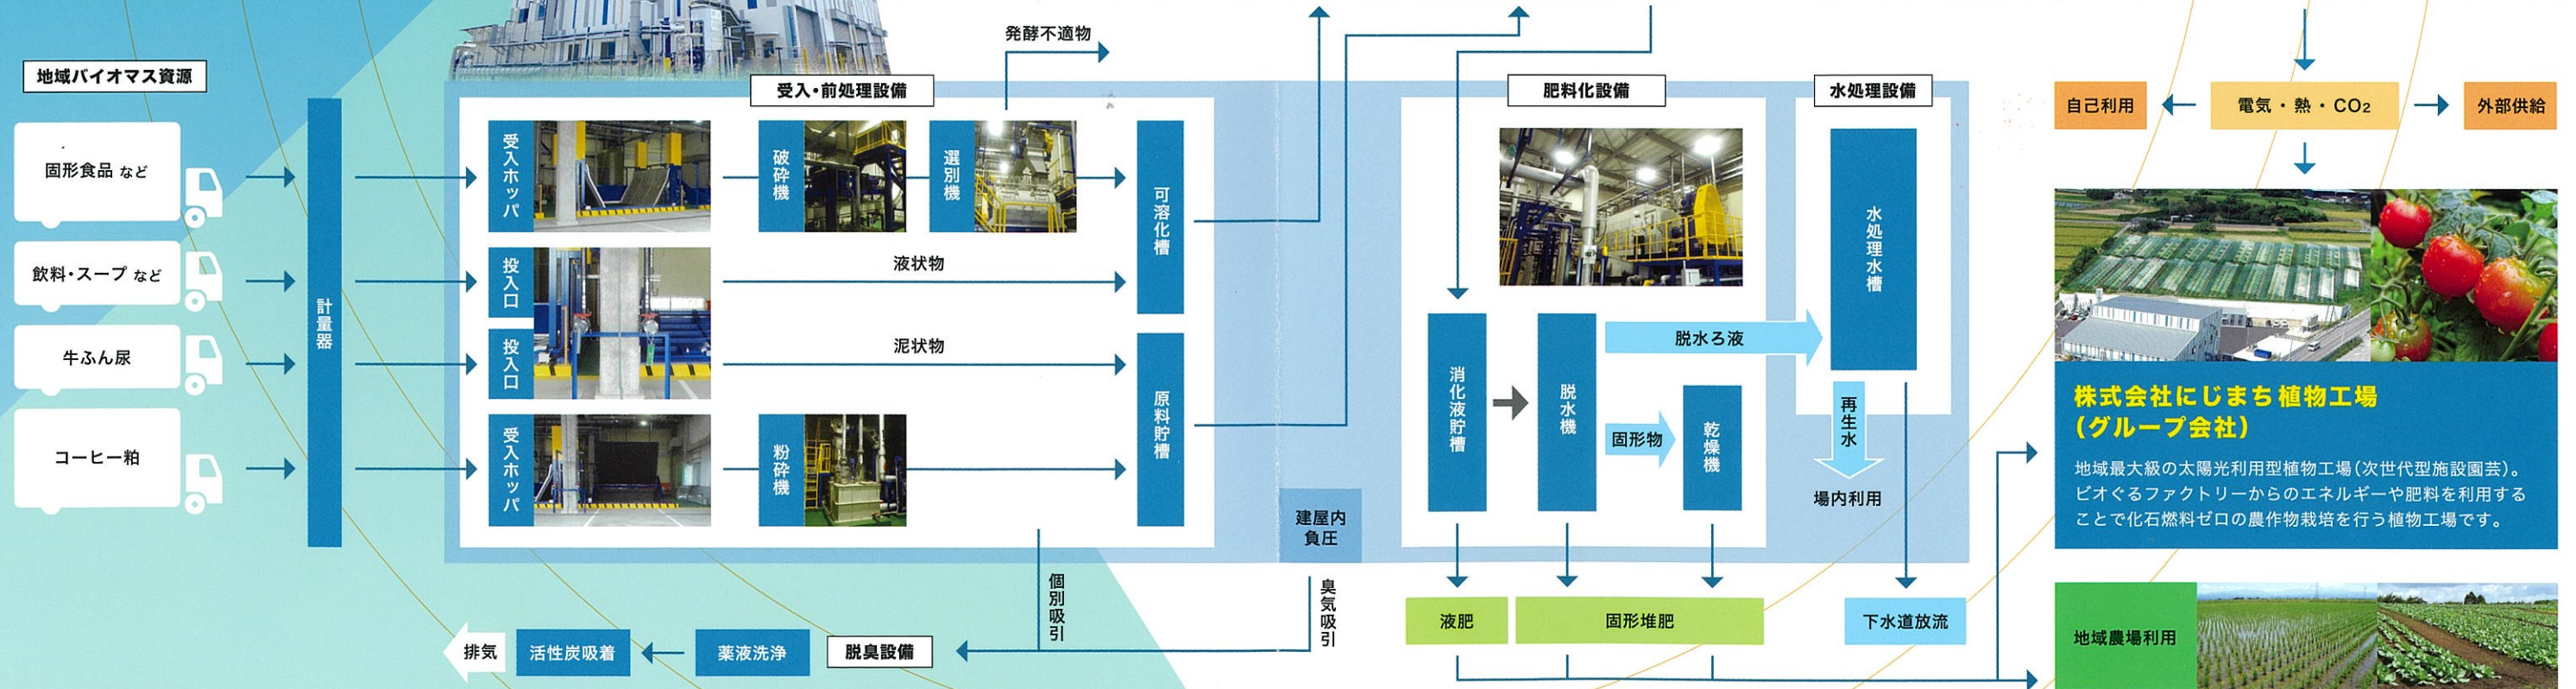 発酵不適物
地域バイオマス資源
固形食品 など
飲料・スープ など
牛ふん尿
コーヒー粕
計量器
受入・前処理設備
受入ホッパ
破砕機
選別機
可溶化槽
投入口
液状物
投入口
泥状物
原料貯槽
受入ホッパ
粉砕機
建屋内
負圧
個別吸引
臭気吸引
脱臭設備
薬液洗浄
活性炭吸着
排気
肥料化設備
水処理設備
水処理水槽
消化液貯槽
脱水機
脱水ろ液
固形物
乾燥機
再生水
場内利用
液肥
固形堆肥
下水道放流
自己利用
電気・熱・CO2
外部供給
株式会社にじまち植物工場
(グループ会社)
地域最大級の太陽光利用型植物工場(次世代型施設園芸)。
ビオぐるファクトリーからのエネルギーや肥料を利用する
ことで化石燃料ゼロの農作物栽培を行う植物工場です。
地域農場利用